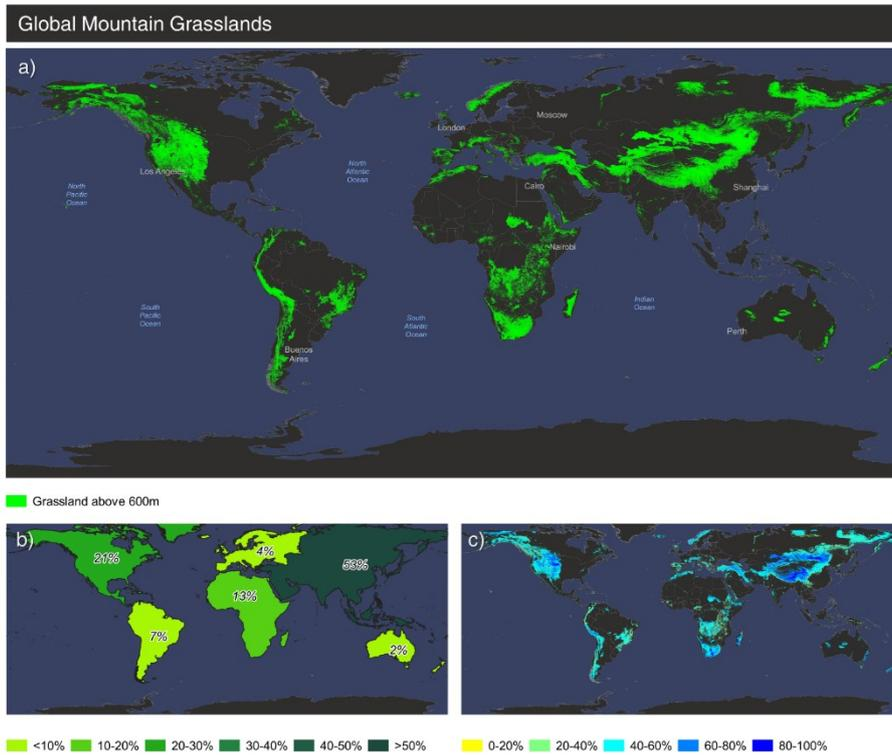 Global Mountain Grasslands
a)
London
Moscow
Los Angeles
North
Atlantic
Ocean
North
Pacific
Ocean
Cairo
Shanghai
Nairobi
South
Pacific
Ocean
South
Atlantic
Ocean
Indian
Ocean
Perth
Buenos
Aires
Grassland above 600m
b)
21%
4%
53%
13%
7%
2%
c)
<10% 10-20% 20-30% 30-40% 40-50% >50%
0-20% 20-40% 40-60% 60-80% 80-100%